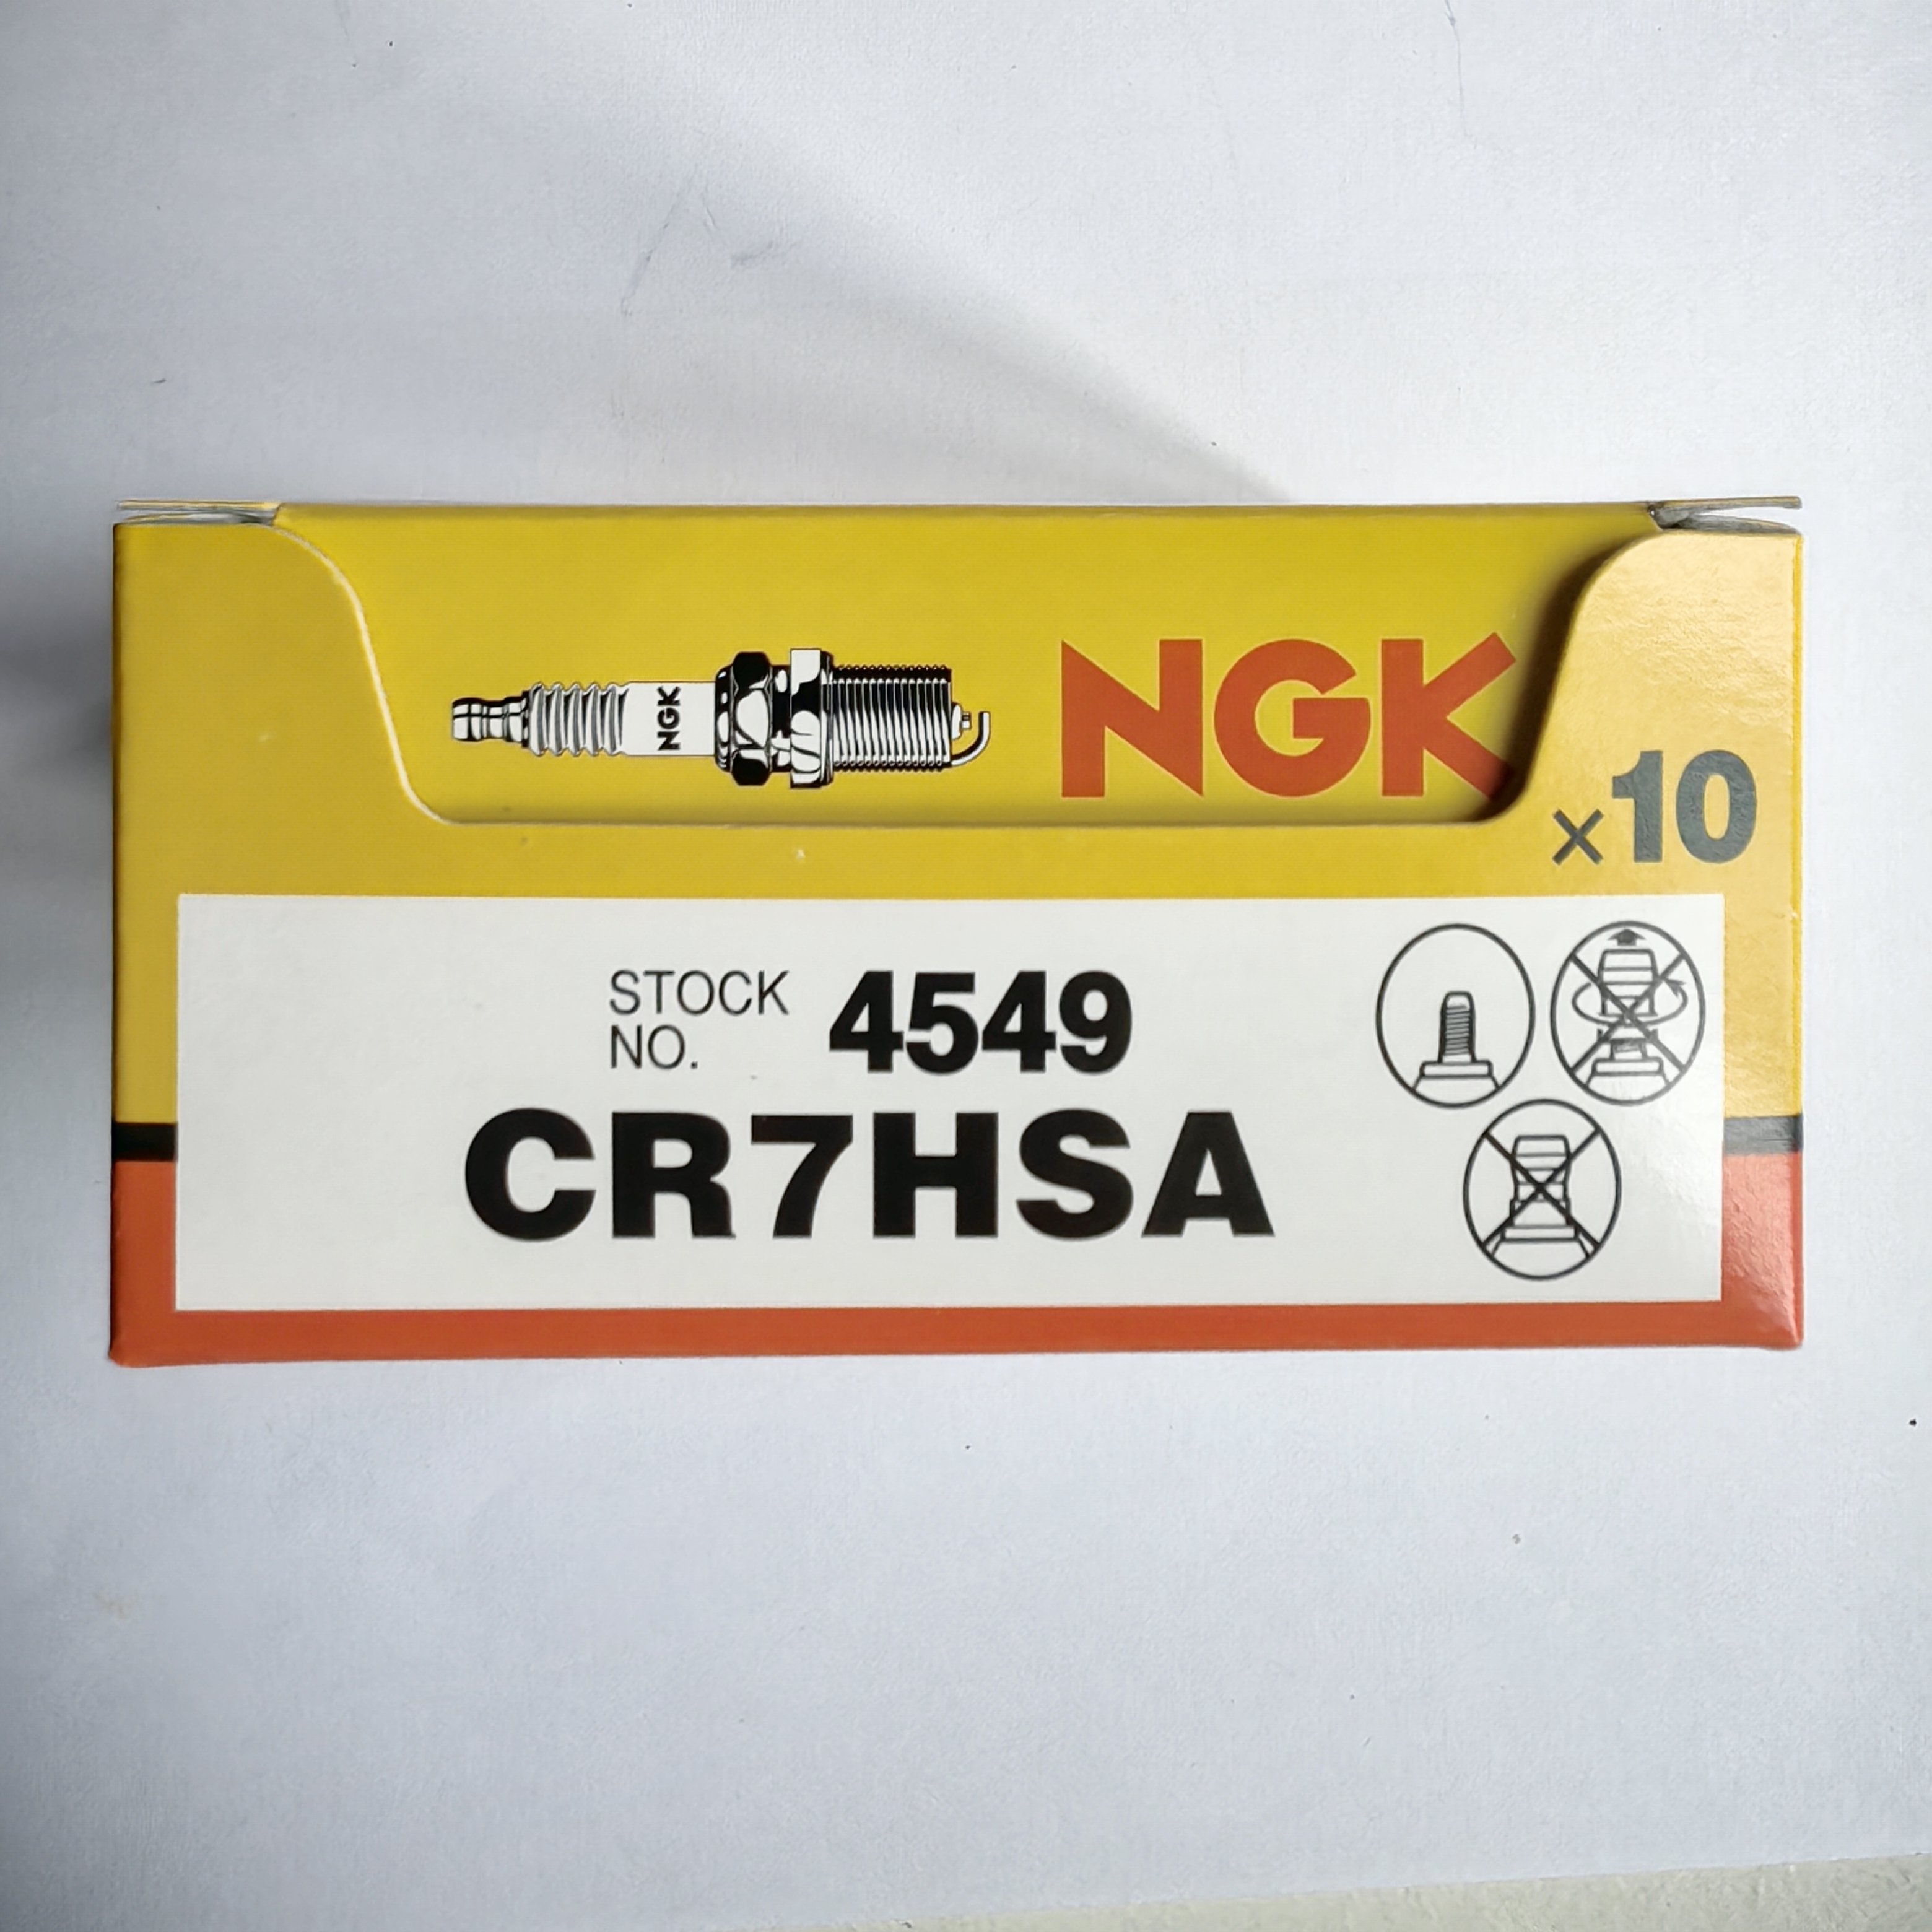 NGK
NGK
×10
STOCK NO. 4549
CR7HSA